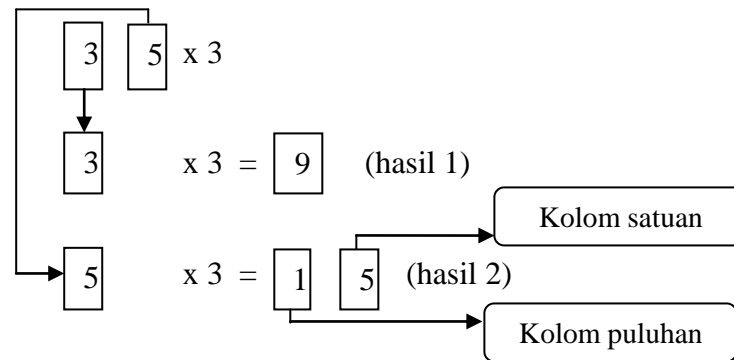 3 5 x 3
3 x 3 = 9 (hasil 1)
Kolom satuan
5 x 3 = 1 5 (hasil 2)
Kolom puluhan